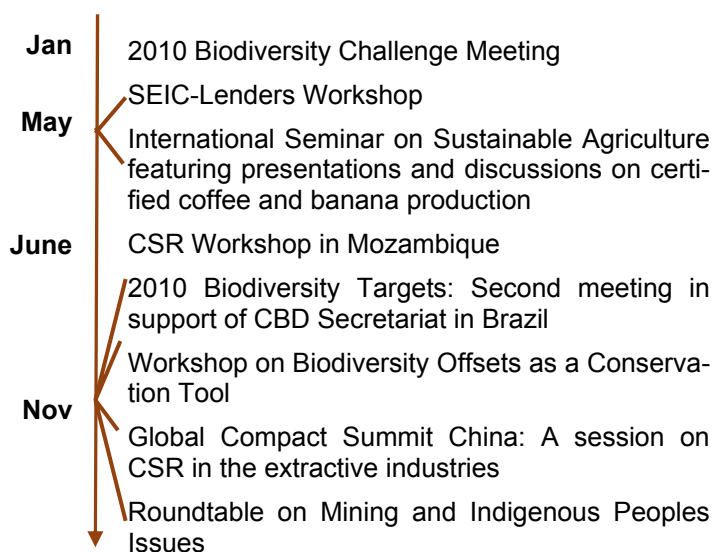 Jan
2010 Biodiversity Challenge Meeting
SEIC-Lenders Workshop
May
International Seminar on Sustainable Agriculture
featuring presentations and discussions on certi-
fied coffee and banana production
June
CSR Workshop in Mozambique
2010 Biodiversity Targets: Second meeting in
support of CBD Secretariat in Brazil
Workshop on Biodiversity Offsets as a Conserva-
tion Tool
Nov
Global Compact Summit China: A session on
CSR in the extractive industries
Roundtable on Mining and Indigenous Peoples
Issues